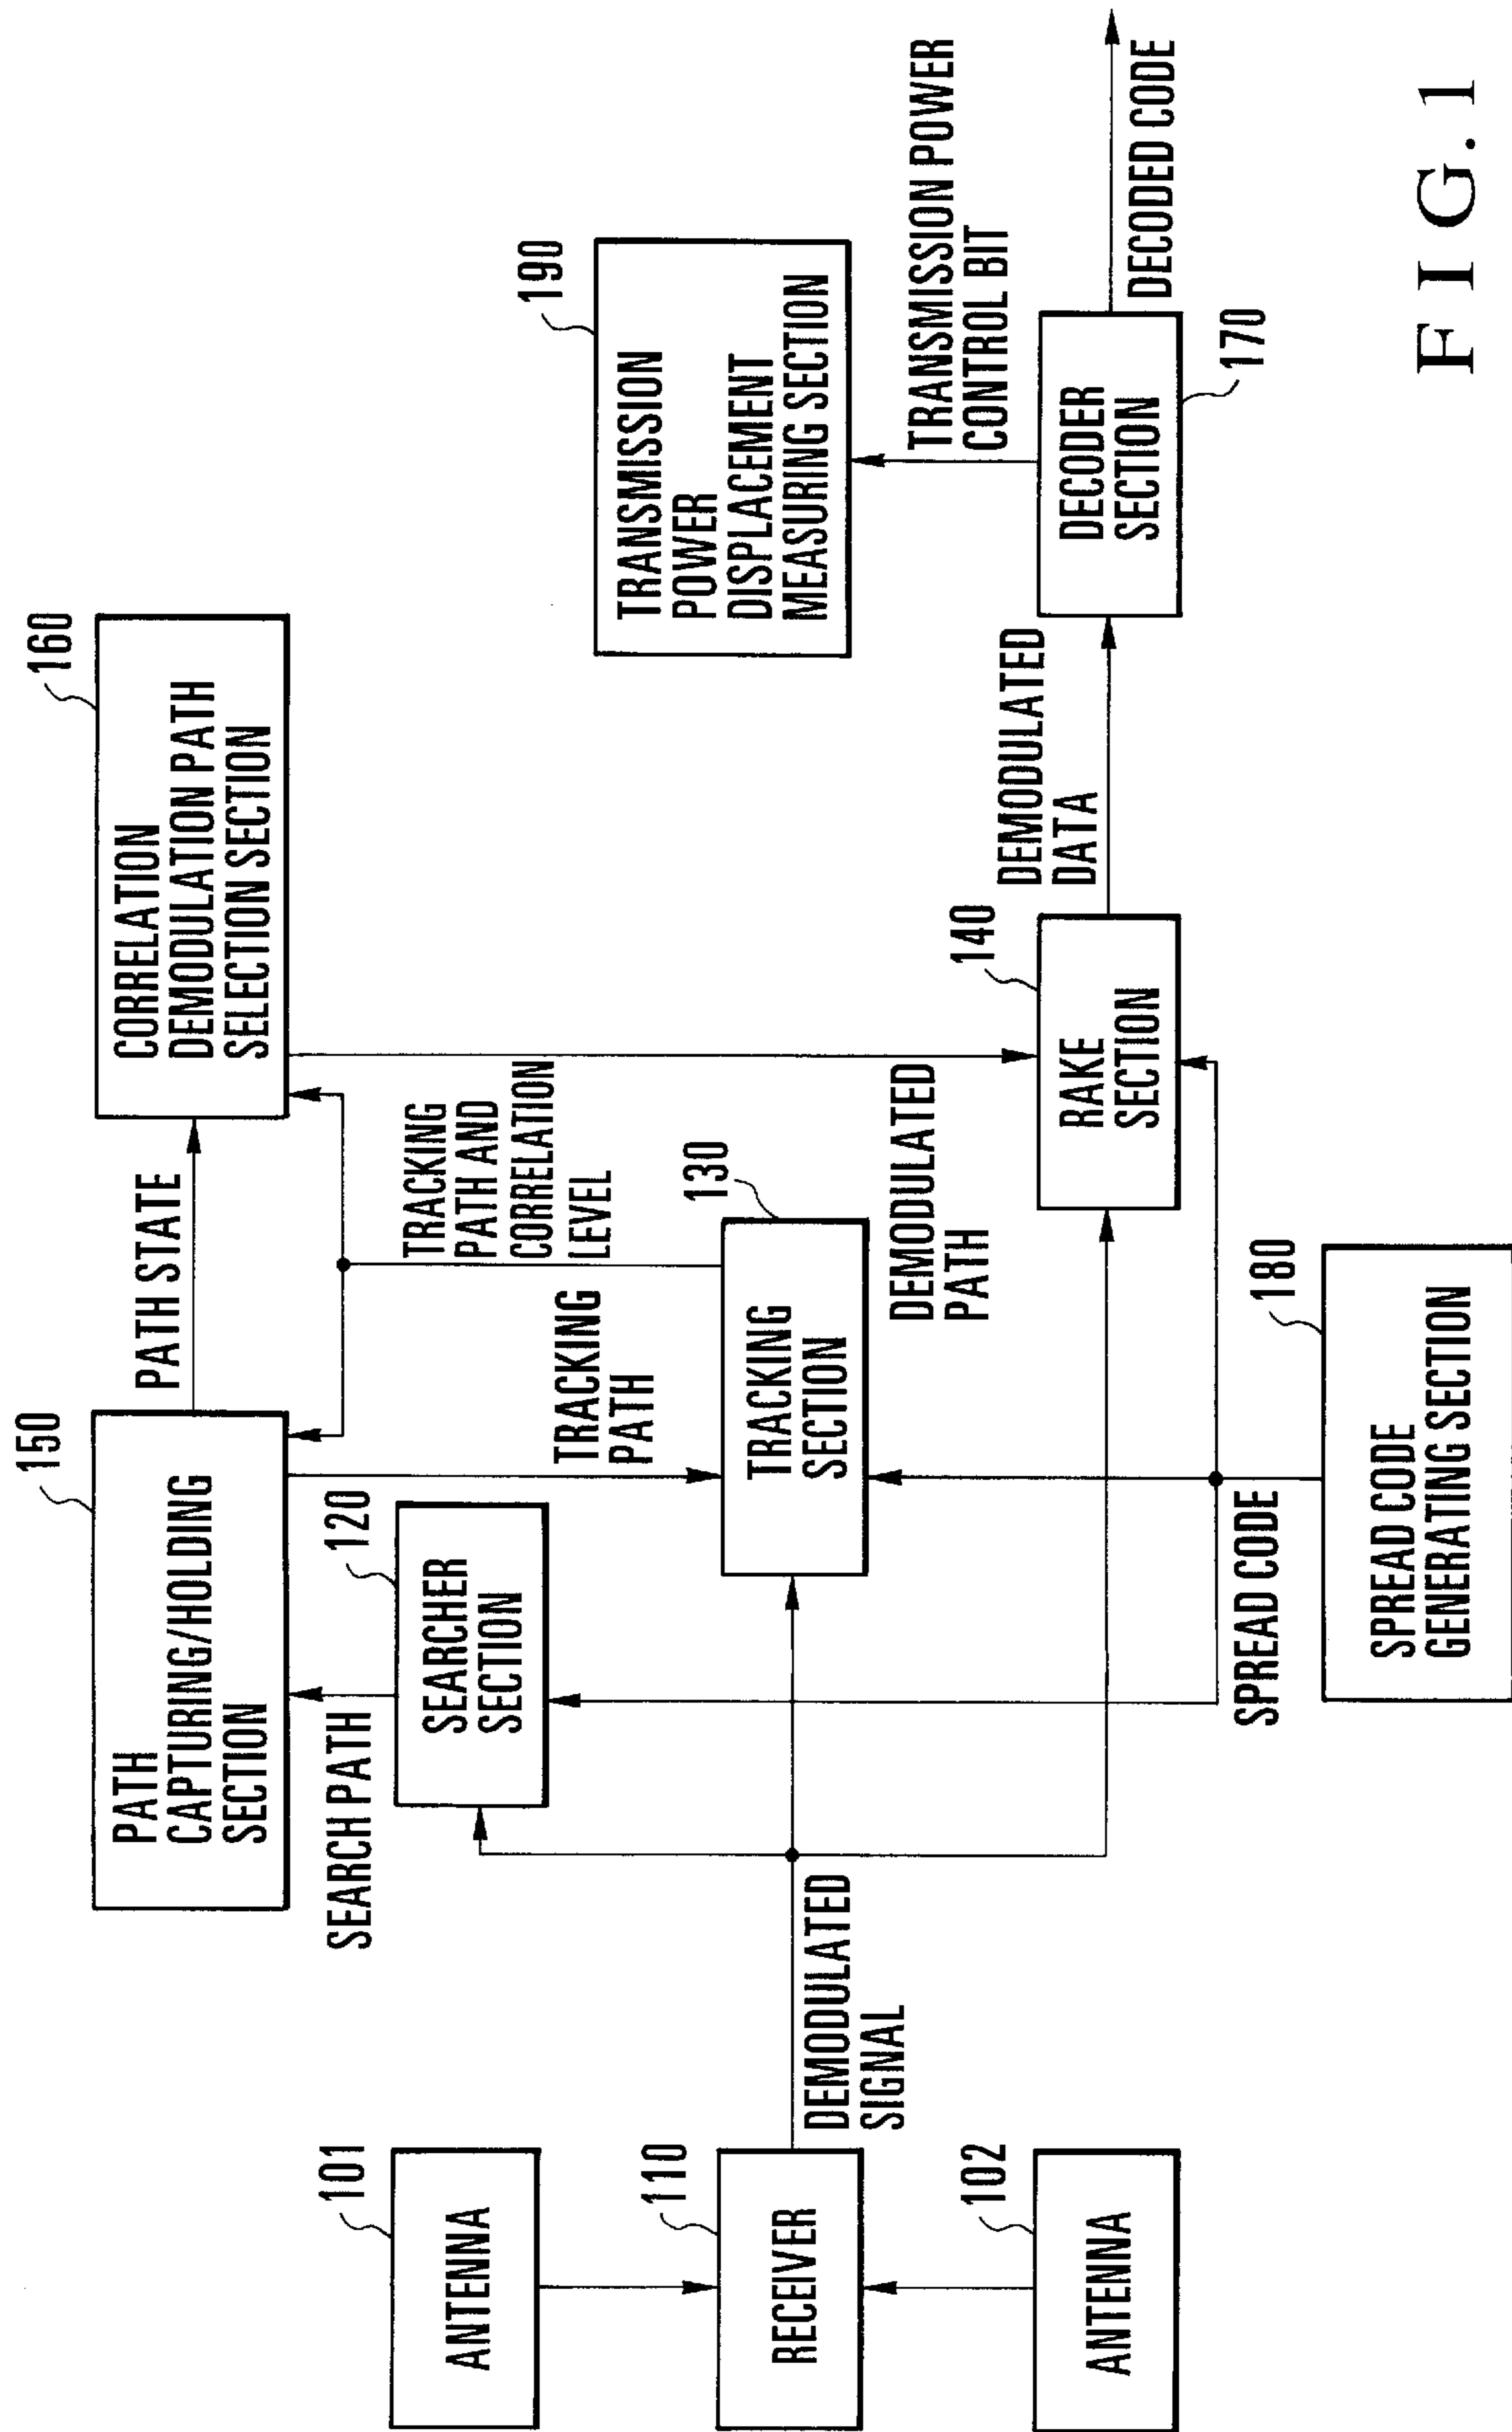 150
PATH
CAPTURING/HOLDING
SECTION
PATH STATE
160
CORRELATION
DEMODULATION PATH
SELECTION SECTION
SEARCH PATH
120
SEARCHER
SECTION
TRACKING
PATH
TRACKING
PATH AND
CORRELATION
LEVEL
190
TRANSMISSION
POWER
DISPLACEMENT
MEASURING SECTION
101
ANTENNA
110
RECEIVER
102
ANTENNA
DEMODULATED
SIGNAL
130
TRACKING
SECTION
DEMODULATED
PATH
140
RAKE
SECTION
DEMODULATED
DATA
TRANSMISSION POWER
CONTROL BIT
DECODER
SECTION
170
DECODED CODE
SPREAD CODE
180
SPREAD CODE
GENERATING SECTION
FIG. 1